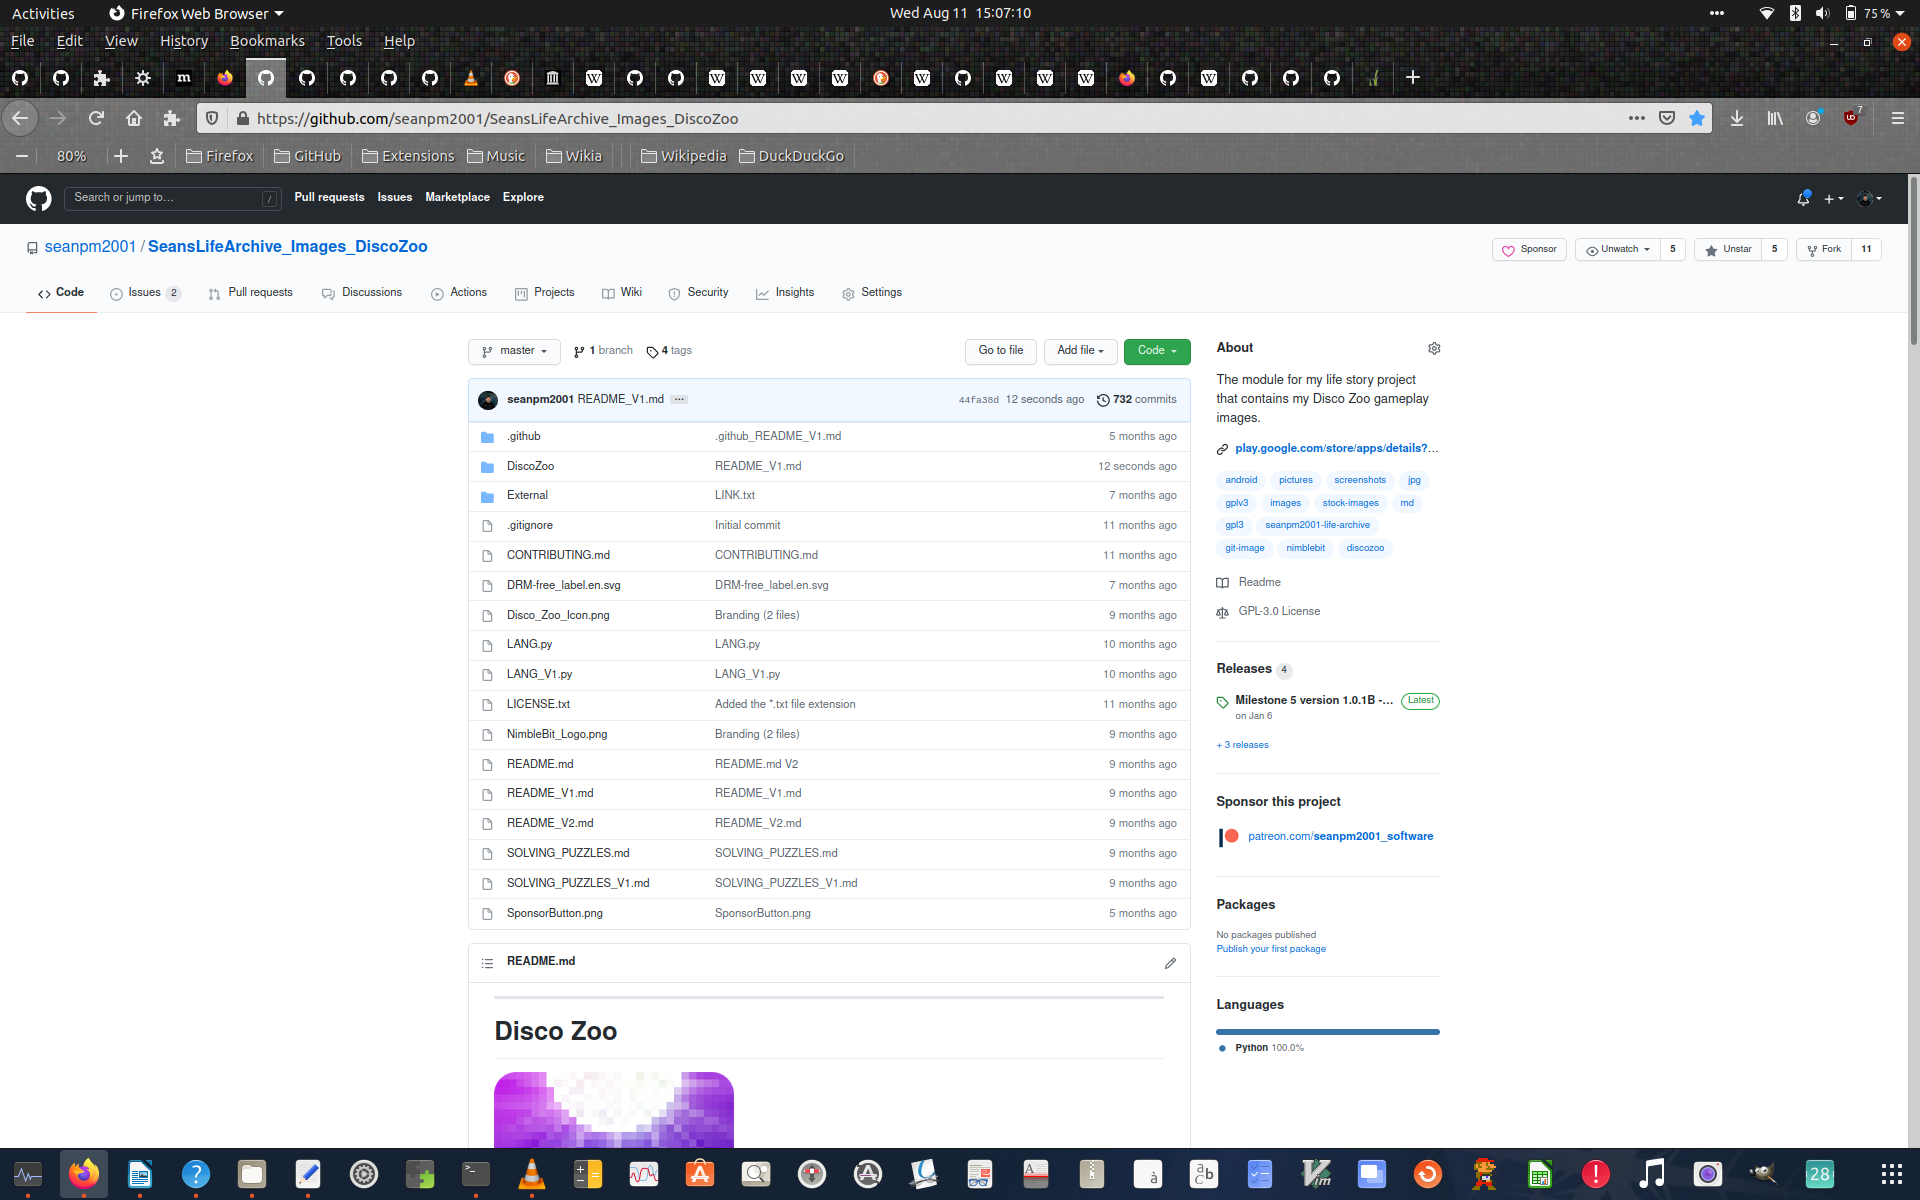 Activities Firefox Web Browser Wed Aug 11 15:07:10 75 %
File Edit View History Bookmarks Tools Help
https://github.com/seanpm2001/SeansLifeArchive_Images_DiscoZoo 7
80% Firefox GitHub Extensions Music Wikia Wikipedia DuckDuckGo
Search or jump to… / Pull requests Issues Marketplace Explore
seanpm2001 / SeansLifeArchive_Images_DiscoZoo Sponsor Unwatch 5 Unstar 5 Fork 11
Code Issues 2 Pull requests Discussions Actions Projects Wiki Security Insights Settings
master 1 branch 4 tags Go to file Add file Code
seanpm2001 README_V1.md ... 44fa38d 12 seconds ago 732 commits
.github .github_README_V1.md 5 months ago
DiscoZoo README_V1.md 12 seconds ago
External LINK.txt 7 months ago
.gitignore Initial commit 11 months ago
CONTRIBUTING.md CONTRIBUTING.md 11 months ago
DRM-free_label.en.svg DRM-free_label.en.svg 7 months ago
Disco_Zoo_Icon.png Branding (2 files) 9 months ago
LANG.py LANG.py 10 months ago
LANG_V1.py LANG_V1.py 10 months ago
LICENSE.txt Added the *.txt file extension 11 months ago
NimbleBit_Logo.png Branding (2 files) 9 months ago
README.md README.md V2 9 months ago
README_V1.md README_V1.md 9 months ago
README_V2.md README_V2.md 9 months ago
SOLVING_PUZZLES.md SOLVING_PUZZLES.md 9 months ago
SOLVING_PUZZLES_V1.md SOLVING_PUZZLES_V1.md 9 months ago
SponsorButton.png SponsorButton.png 5 months ago
README.md
Disco Zoo
About
The module for my life story project
that contains my Disco Zoo gameplay
images.
play.google.com/store/apps/details?…
android pictures screenshots jpg
gplv3 images stock-images md
gpl3 seanpm2001-life-archive
git-image nimblebit discozoo
Readme
GPL-3.0 License
Releases 4
Milestone 5 version 1.0.1B -… Latest
on Jan 6
+ 3 releases
Sponsor this project
patreon.com/seanpm2001_software
Packages
No packages published
Publish your first package
Languages
Python 100.0%
28